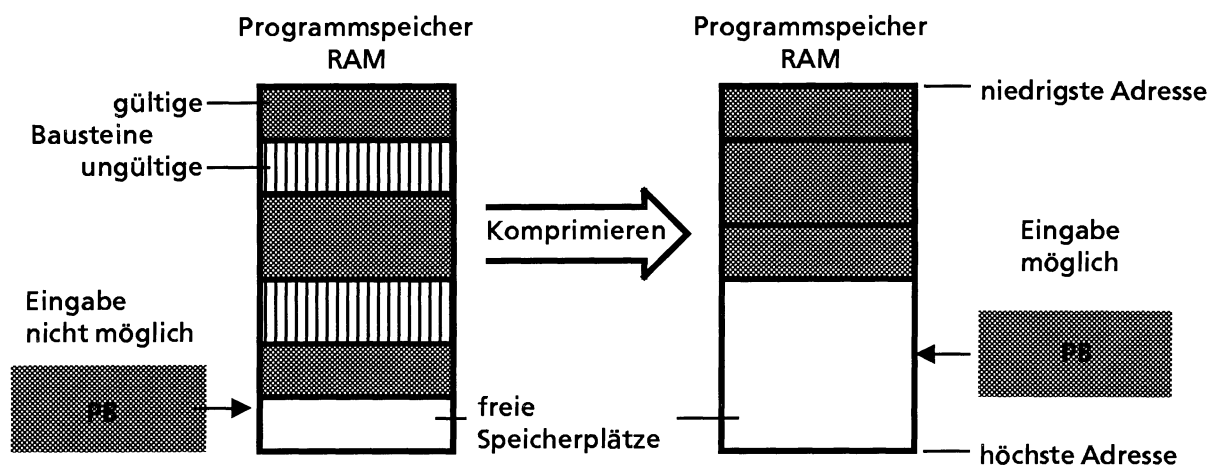 Programmspeicher
RAM
Programmspeicher
RAM
gültige
Bausteine
ungültige
niedrigste Adresse
Komprimieren
Eingabe
möglich
Eingabe
nicht möglich
PB
PB
freie
Speicherplätze
höchste Adresse